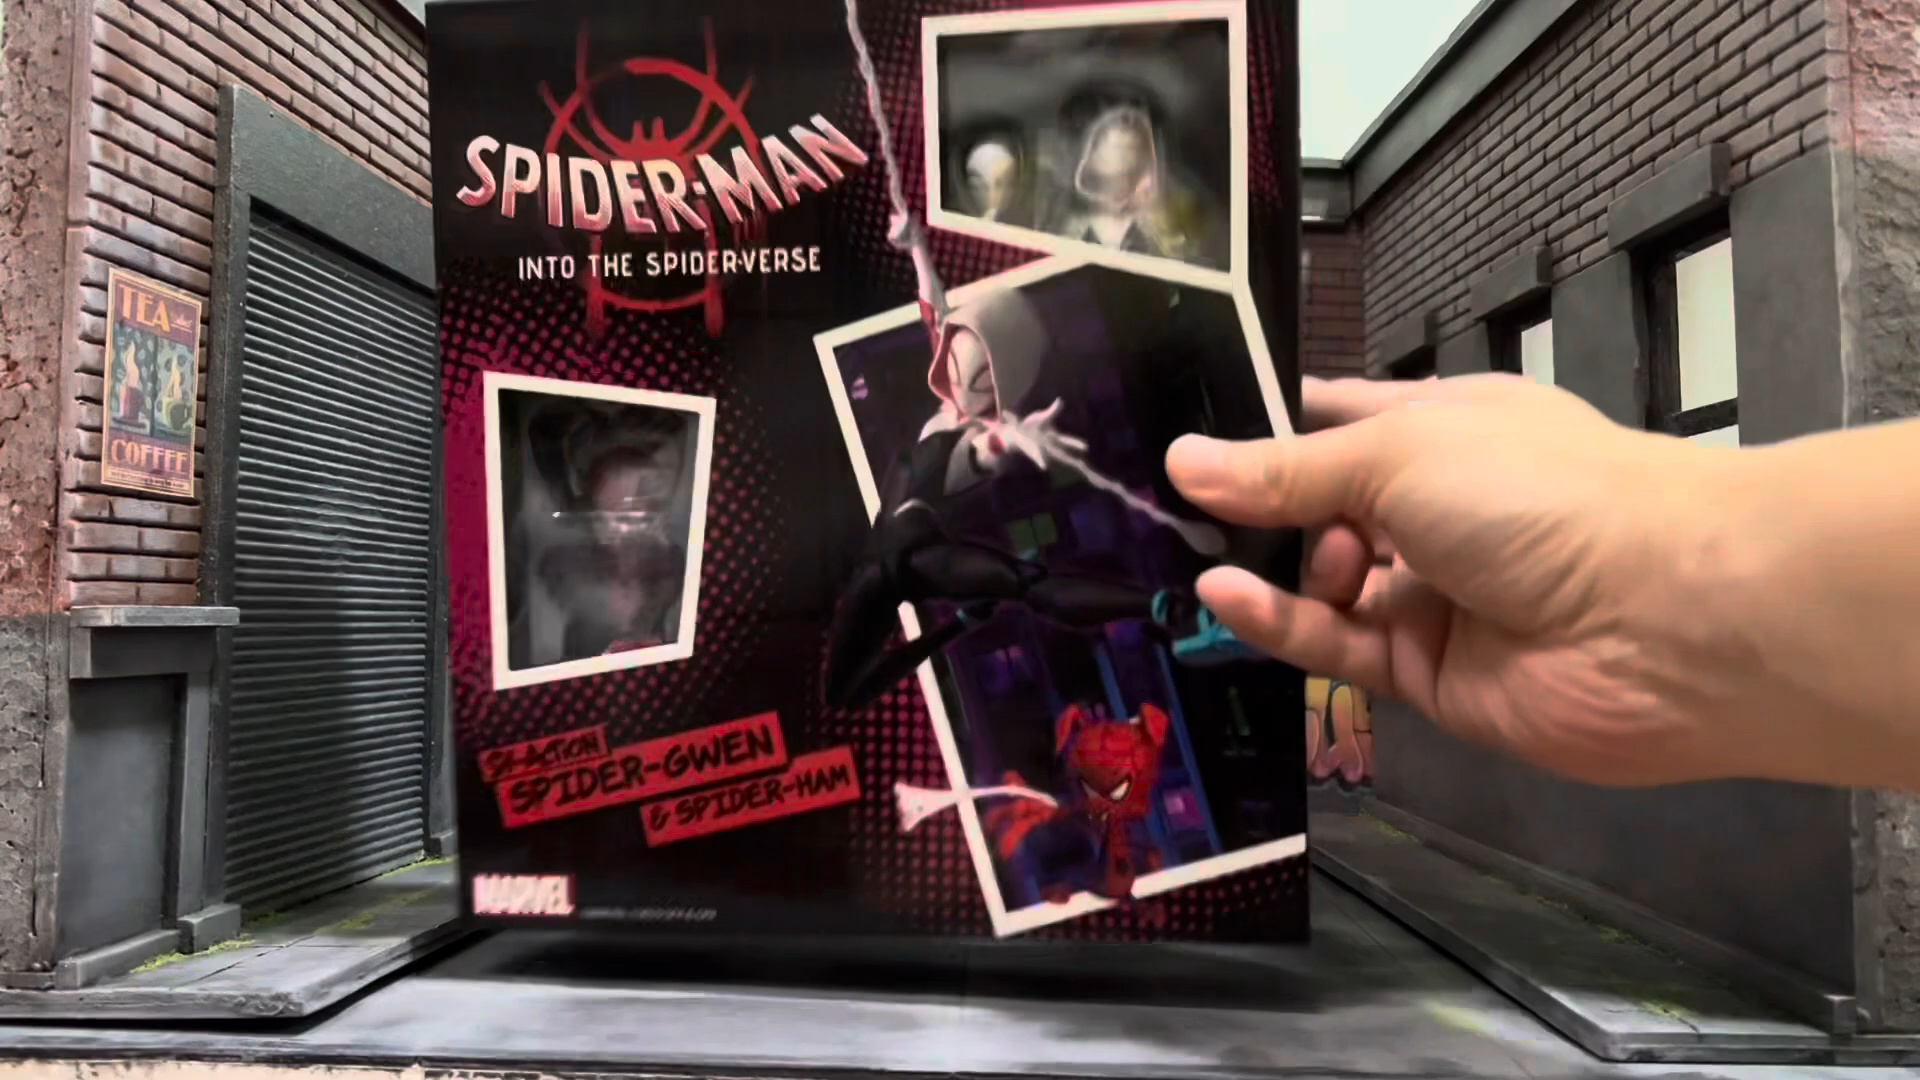 SPIDER-MAN
INTO THE SPIDER-VERSE
TEA
COFFEE
SV-ACTION
SPIDER-GWEN
& SPIDER-HAM
MARVEL